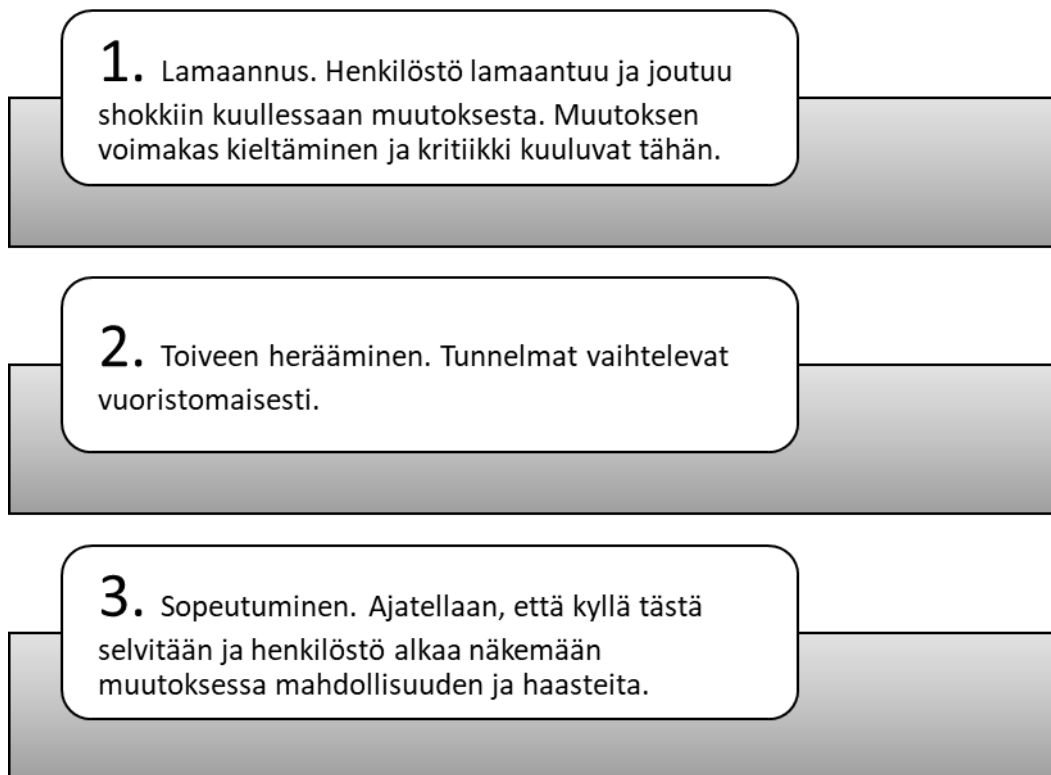 1. Lamaannus. Henkilöstö lamaantuu ja joutuu
shokkiin kuullessaan muutoksesta. Muutoksen
voimakas kieltäminen ja kritiikki kuuluvat tähän.
2. Toiveen herääminen. Tunnelmat vaihtelevat
vuoristomaisesti.
3. Sopeutuminen. Ajatellaan, että kyllä tästä
selvitään ja henkilöstö alkaa näkemään
muutoksessa mahdollisuuden ja haasteita.